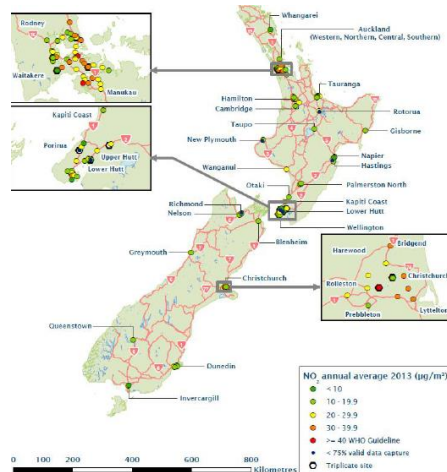 Rodney
Waitakere
Manukau
Kapiti Coast
Porirua
Upper Hutt
Lower Hutt
Whangarei
Auckland
(Western, Northern, Central, Southern)
Hamilton
Cambridge
Taupo
New Plymouth
Wanganui
Tauranga
Rotorua
Gisborne
Napier
Hastings
Otaki
Palmerston North
Kapiti Coast
Lower Hutt
Wellington
Richmond
Nelson
Blenheim
Greymouth
Christchurch
Queenstown
Dunedin
Invercargill
Harewood
Bridgend
Christchurch
Rolleston
Prebbleton
Lyttelton
NO2 annual average 2013 (µg/m³)
< 10
10 - 19.9
20 - 29.9
30 - 39.9
>= 40 WHO Guideline
< 75% valid data capture
Triplicate site
0 200 400 600 800
Kilometres